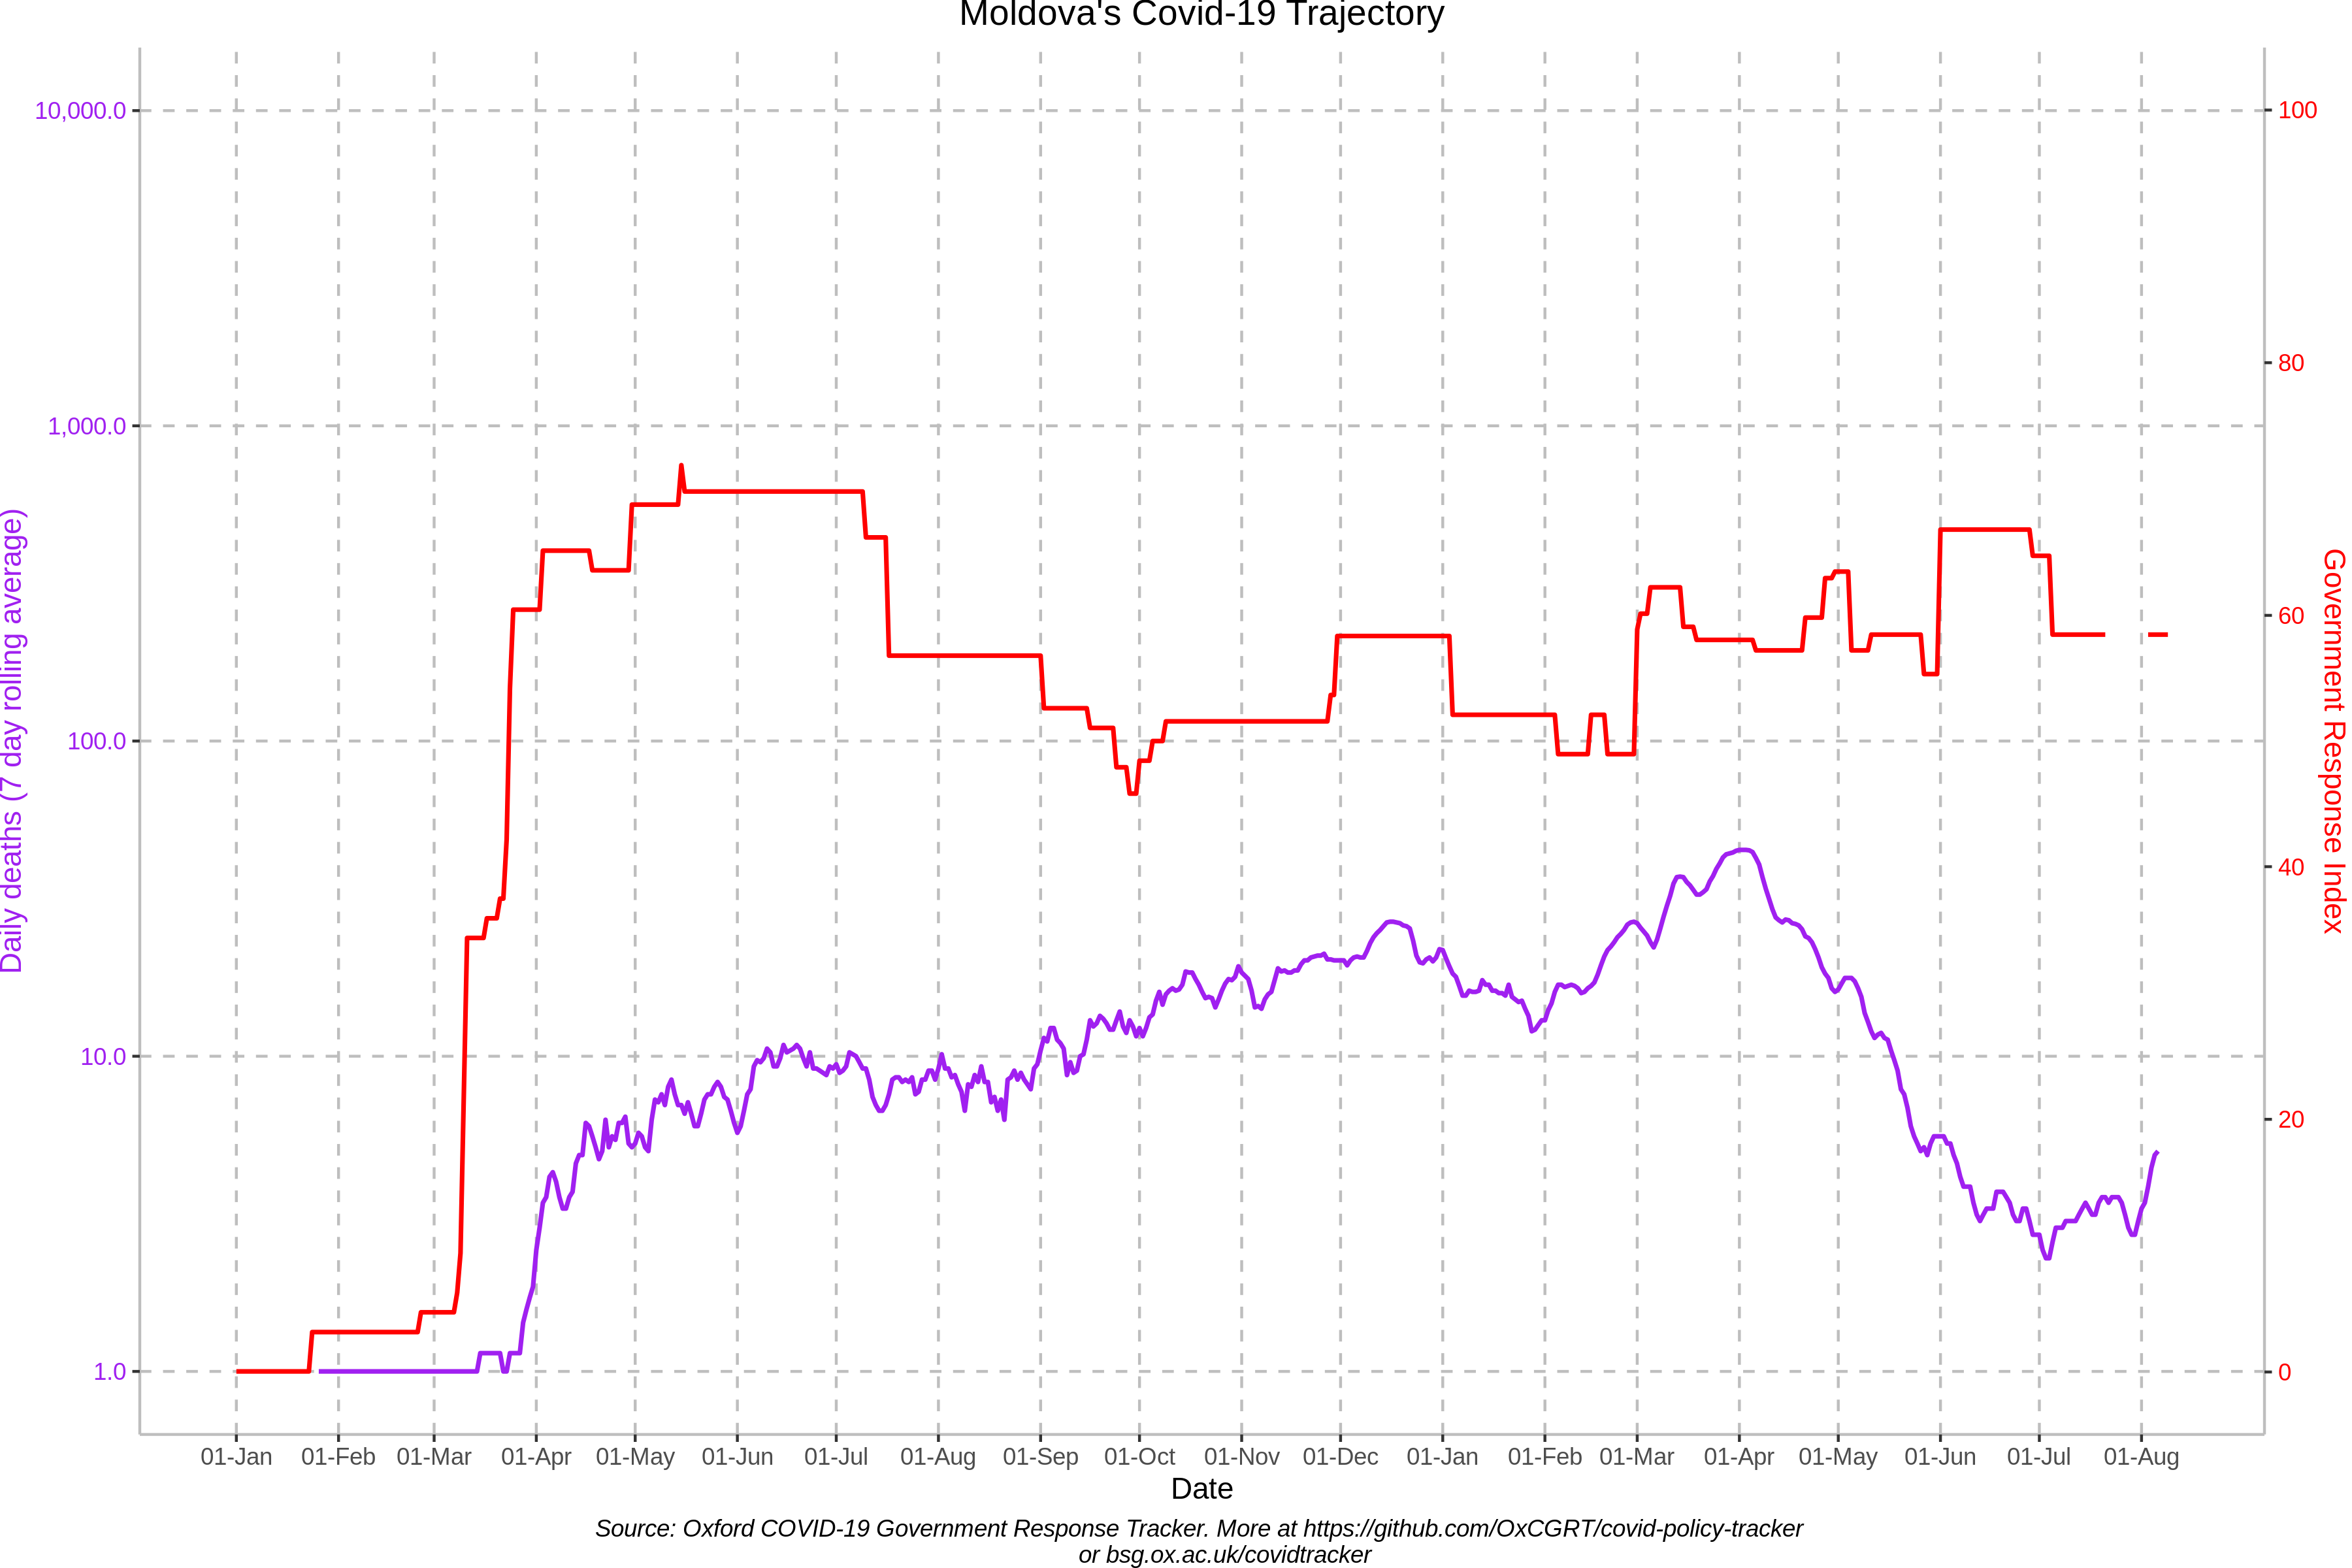 Moldova's Covid-19 Trajectory
Daily deaths (7 day rolling average)
10,000.0
1,000.0
100.0
10.0
1.0
100
80
60
40
20
0
Government Response Index
01-Jan 01-Feb 01-Mar 01-Apr 01-May 01-Jun 01-Jul 01-Aug 01-Sep 01-Oct 01-Nov 01-Dec 01-Jan 01-Feb 01-Mar 01-Apr 01-May 01-Jun 01-Jul 01-Aug
Date
Source: Oxford COVID-19 Government Response Tracker. More at https://github.com/OxCGRT/covid-policy-tracker
or bsg.ox.ac.uk/covidtracker